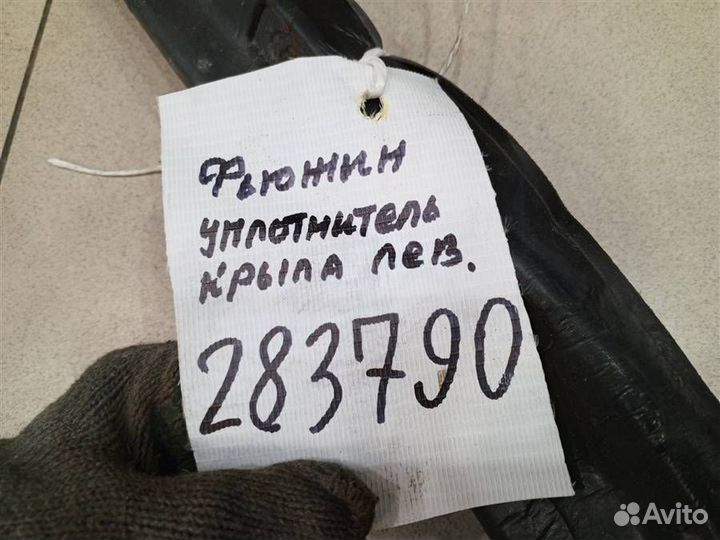 Фьюжин
уплотнитель
крыла лев.
283790
Avito